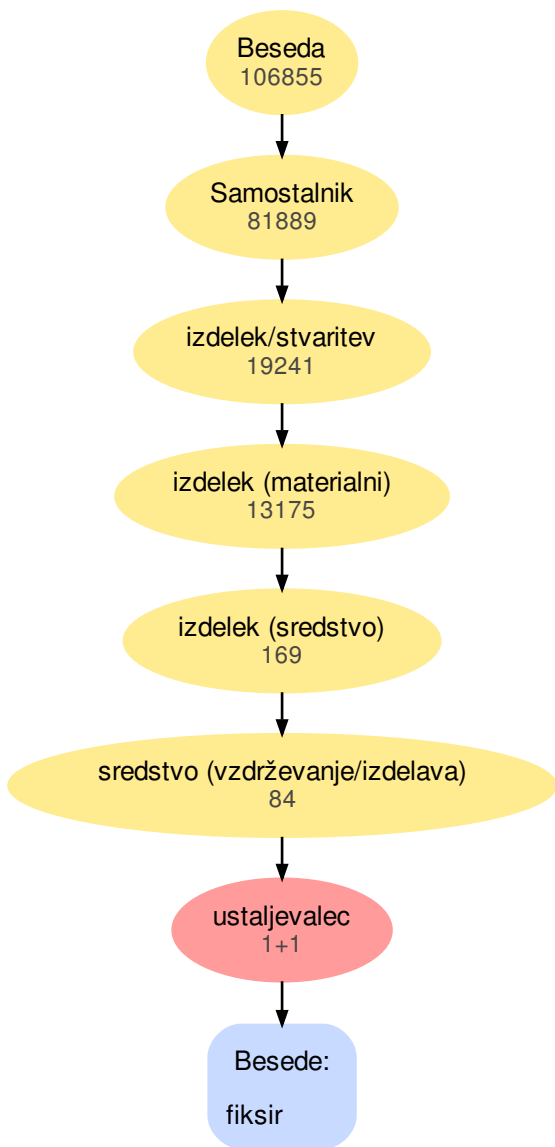 Beseda
106855
Samostalnik
81889
izdelek/stvaritev
19241
izdelek (materialni)
13175
izdelek (sredstvo)
169
sredstvo (vzdrževanje/izdelava)
84
ustaljevalec
1+1
Besede:
fiksir